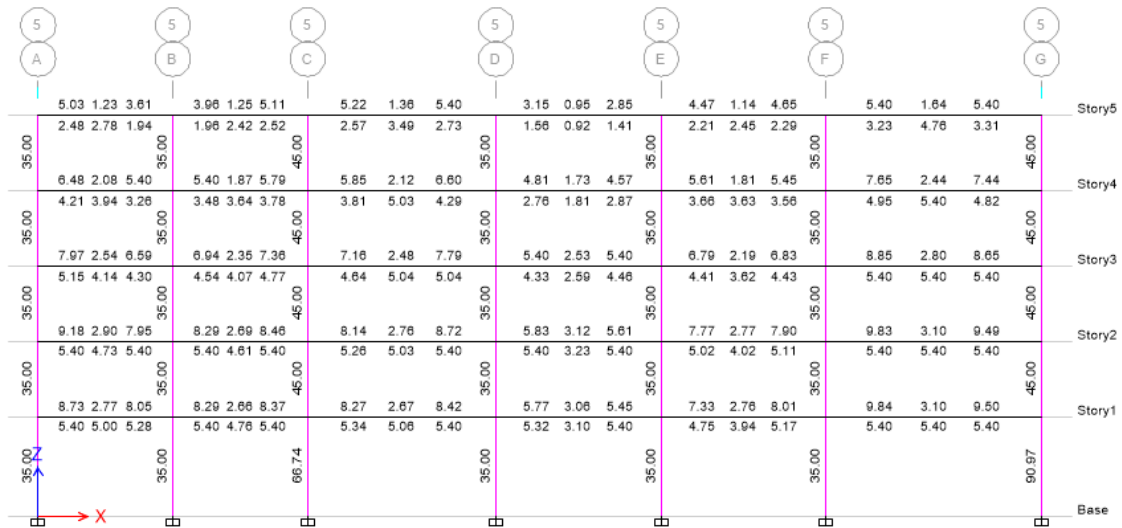 5 5 5 5 5 5 5
A B C D E F G
5.03 1.23 3.61 3.96 1.25 5.11 5.22 1.36 5.40 3.15 0.95 2.85 4.47 1.14 4.65 5.40 1.64 5.40 Story5
2.48 2.78 1.94 1.96 2.42 2.52 2.57 3.49 2.73 1.56 0.92 1.41 2.21 2.45 2.29 3.23 4.76 3.31
35.00 35.00 45.00 35.00 35.00 35.00 45.00
6.48 2.08 5.40 5.40 1.87 5.79 5.85 2.12 6.60 4.81 1.73 4.57 5.61 1.81 5.45 7.65 2.44 7.44 Story4
4.21 3.94 3.26 3.48 3.64 3.78 3.81 5.03 4.29 2.76 1.81 2.87 3.66 3.63 3.56 4.95 5.40 4.82
35.00 35.00 45.00 35.00 35.00 35.00 45.00
7.97 2.54 6.59 6.94 2.35 7.36 7.16 2.48 7.79 5.40 2.53 5.40 6.79 2.19 6.83 8.85 2.80 8.65 Story3
5.15 4.14 4.30 4.54 4.07 4.77 4.64 5.04 5.04 4.33 2.59 4.46 4.41 3.62 4.43 5.40 5.40 5.40
35.00 35.00 45.00 35.00 35.00 35.00 45.00
9.18 2.90 7.95 8.29 2.69 8.46 8.14 2.76 8.72 5.83 3.12 5.61 7.77 2.77 7.90 9.83 3.10 9.49 Story2
5.40 4.73 5.40 5.40 4.61 5.40 5.26 5.03 5.40 5.40 3.23 5.40 5.02 4.02 5.11 5.40 5.40 5.40
35.00 35.00 45.00 35.00 35.00 35.00 45.00
8.73 2.77 8.05 8.29 2.66 8.37 8.27 2.67 8.42 5.77 3.06 5.45 7.33 2.76 8.01 9.84 3.10 9.50 Story1
5.40 5.00 5.28 5.40 4.76 5.40 5.34 5.06 5.40 5.32 3.10 5.40 4.75 3.94 5.17 5.40 5.40 5.40
35.00 35.00 66.74 35.00 35.00 35.00 90.97
Z
X Base